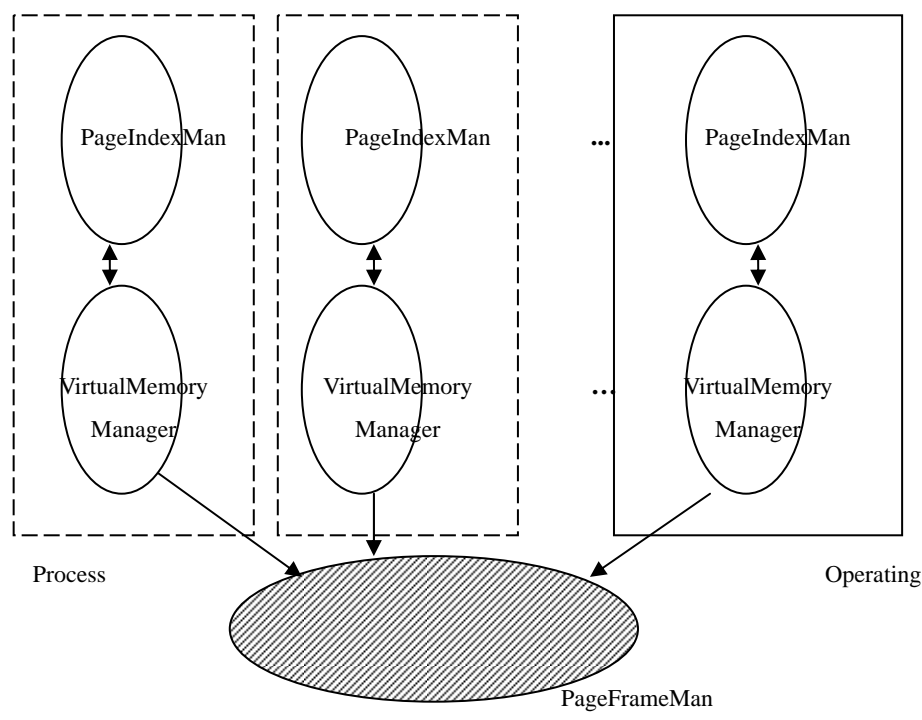 PageIndexMan PageIndexMan ... PageIndexMan
VirtualMemory VirtualMemory ... VirtualMemory
Manager Manager Manager
Process Operating
PageFrameMan